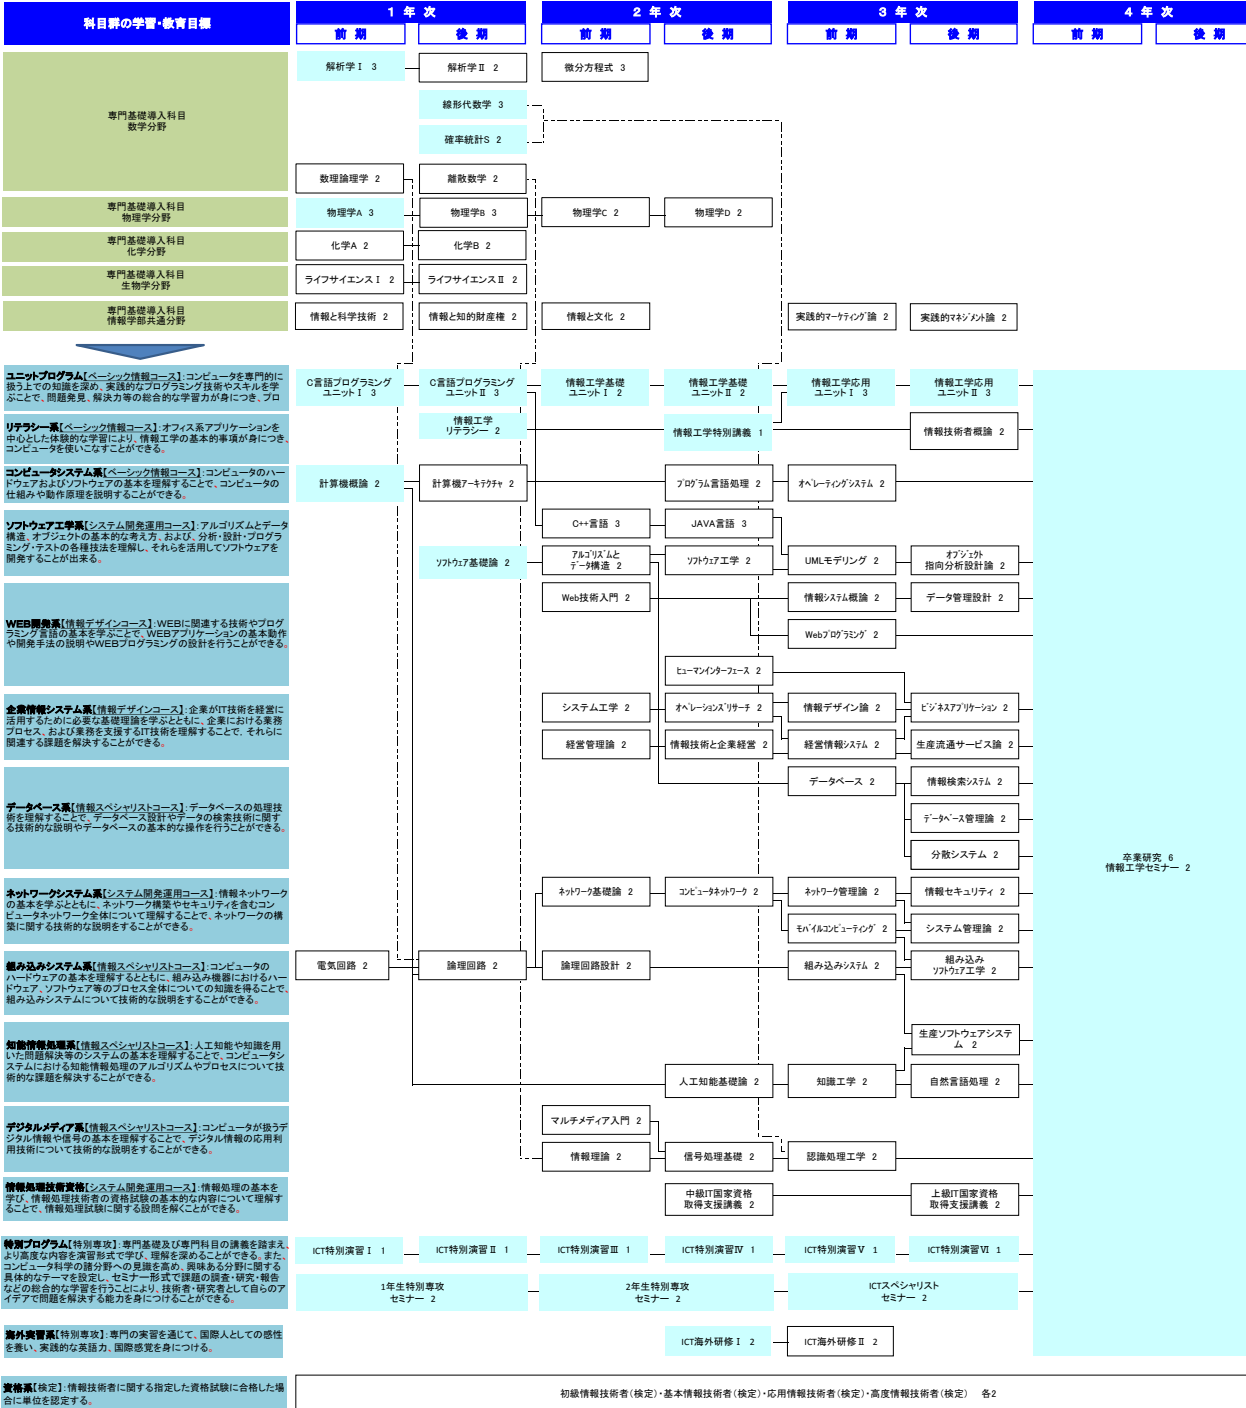 科目群の学習・教育目標
1 年 次
2 年 次
3 年 次
4 年 次
前 期
後 期
前 期
後 期
前 期
後 期
前 期
後 期
専門基礎導入科目
数学分野
解析学Ⅰ 3
解析学Ⅱ 2
微分方程式 3
線形代数学 3
確率統計S 2
数理論理学 2
離散数学 2
専門基礎導入科目
物理学分野
物理学A 3
物理学B 3
物理学C 2
物理学D 2
専門基礎導入科目
化学分野
化学A 2
化学B 2
専門基礎導入科目
生物学分野
ライフサイエンスⅠ 2
ライフサイエンスⅡ 2
専門基礎導入科目
情報学部共通分野
情報と科学技術 2
情報と知的財産権 2
情報と文化 2
実践的マーケティング論 2
実践的マネジメント論 2
ユニットプログラム【ベーシック情報コース】:コンピュータを専門的に
扱う上での知識を深め、実践的なプログラミング技術やスキルを学
ぶことで、問題発見、解決力等の総合的な学習力が身につき、プロ
C言語プログラミング
ユニットⅠ 3
C言語プログラミング
ユニットⅡ 3
情報工学基礎
ユニットⅠ 2
情報工学基礎
ユニットⅡ 2
情報工学応用
ユニットⅠ 3
情報工学応用
ユニットⅡ 3
リテラシー系【ベーシック情報コース】:オフィス系アプリケーションを
中心とした体験的な学習により、情報工学の基本的事項が身につき、
コンピュータを使いこなすことができる。
情報工学
リテラシー 2
情報工学特別講義 1
情報技術者概論 2
コンピュータシステム系【ベーシック情報コース】:コンピュータのハー
ドウェアおよびソフトウェアの基本を理解することで、コンピュータの
仕組みや動作原理を説明することができる。
計算機概論 2
計算機アーキテクチャ 2
プログラム言語処理 2
オペレーティングシステム 2
ソフトウェア工学系【システム開発運用コース】:アルゴリズムとデータ
構造、オブジェクトの基本的な考え方、および、分析・設計・プログラ
ミング・テストの各種技法を理解し、それらを活用してソフトウェアを
開発することが出来る。
C++言語 3
JAVA言語 3
ソフトウェア基礎論 2
アルゴリズムと
データ構造 2
ソフトウェア工学 2
UMLモデリング 2
オブジェクト
指向分析設計論 2
WEB開発系【情報デザインコース】:WEBに関連する技術やプログ
ラミング言語の基本を学ぶことで、WEBアプリケーションの基本動作
や開発手法の説明やWEBプログラミングの設計を行うことができる。
Web技術入門 2
情報システム概論 2
データ管理設計 2
Webプログラミング 2
ヒューマンインターフェース 2
企業情報システム系【情報デザインコース】:企業がIT技術を経営に
活用するために必要な基礎理論を学ぶとともに、企業における業務
プロセス、および業務を支援するIT技術を理解することで、それらに
関連する課題を解決することができる。
システム工学 2
オペレーションズリサーチ 2
情報デザイン論 2
ビジネスアプリケーション 2
経営管理論 2
情報技術と企業経営 2
経営情報システム 2
生産流通サービス論 2
データベース系【情報スペシャリストコース】:データベースの処理技
術を理解することで、データベース設計やデータの検索技術に関す
る技術的な説明やデータベースの基本的な操作を行うことができる。
データベース 2
情報検索システム 2
データベース管理論 2
分散システム 2
卒業研究 6
情報工学セミナー 2
ネットワークシステム系【システム開発運用コース】:情報ネットワーク
の基本を学ぶとともに、ネットワーク構築やセキュリティを含むコン
ピュータネットワーク全体について理解することで、ネットワークの構
築に関する技術的な説明をすることができる。
ネットワーク基礎論 2
コンピュータネットワーク 2
ネットワーク管理論 2
情報セキュリティ 2
モバイルコンピューティング 2
システム管理論 2
組み込みシステム系【情報スペシャリストコース】:コンピュータの
ハードウェアの基本を理解するとともに、組み込み機器におけるハー
ドウェア、ソフトウェア等のプロセス全体についての知識を得ることで、
組み込みシステムについて技術的な説明をすることができる。
電気回路 2
論理回路 2
論理回路設計 2
組み込みシステム 2
組み込み
ソフトウェア工学 2
生産ソフトウェアシステ
ム 2
知能情報処理系【情報スペシャリストコース】:人工知能や知識を用
いた問題解決等のシステムの基本を理解することで、コンピュータシ
ステムにおける知能情報処理のアルゴリズムやプロセスについて技
術的な課題を解決することができる。
人工知能基礎論 2
知識工学 2
自然言語処理 2
デジタルメディア系【情報スペシャリストコース】:コンピュータが扱うデ
ジタル情報や信号の基本を理解することで、デジタル情報の応用利
用技術について技術的な説明をすることができる。
マルチメディア入門 2
情報理論 2
信号処理基礎 2
認識処理工学 2
情報処理技術資格【システム開発運用コース】:情報処理の基本を
学び、情報処理技術者の資格試験の基本的な内容について理解す
ることで、情報処理試験に関する設問を解くことができる。
中級IT国家資格
取得支援講義 2
上級IT国家資格
取得支援講義 2
特別プログラム【特別専攻】:専門基礎及び専門科目の講義を踏まえ、
より高度な内容を演習形式で学び、理解を深めることができる。また、
コンピュータ科学の諸分野への見識を高め、興味ある分野に関する
具体的なテーマを設定し、セミナー形式で課題の調査・研究・報告
などの総合的な学習を行うことにより、技術者・研究者として自らのア
イデアで問題を解決する能力を身につけることができる。
ICT特別演習Ⅰ 1
ICT特別演習Ⅱ 1
ICT特別演習Ⅲ 1
ICT特別演習Ⅳ 1
ICT特別演習Ⅴ 1
ICT特別演習Ⅵ 1
1年生特別専攻
セミナー 2
2年生特別専攻
セミナー 2
ICTスペシャリスト
セミナー 2
海外実習系【特別専攻】:専門の実習を通じて、国際人としての感性
を養い、実践的な英語力、国際感覚を身につける。
ICT海外研修Ⅰ 2
ICT海外研修Ⅱ 2
資格系【検定】:情報技術者に関する指定した資格試験に合格した場
合に単位を認定する。
初級情報技術者(検定)・基本情報技術者(検定)・応用情報技術者(検定)・高度情報技術者(検定) 各2